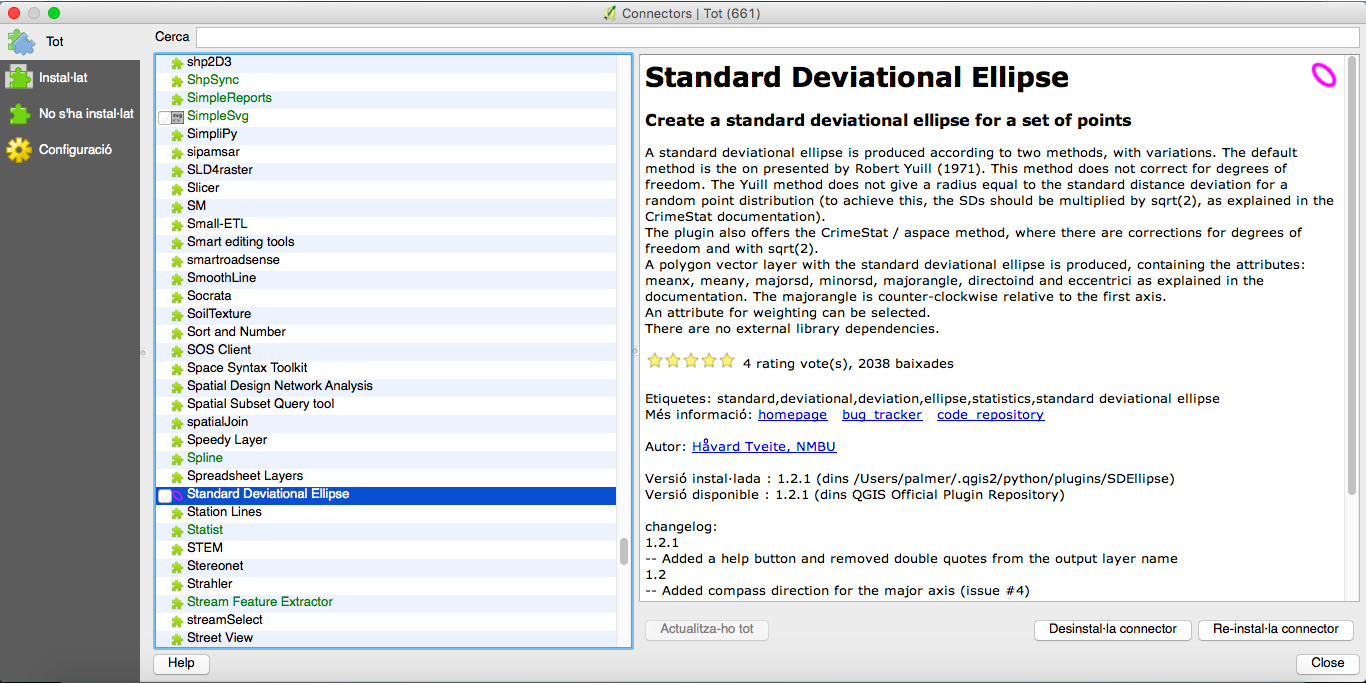 Connectors | Tot (661)
Tot
Instal·lat
No s'ha instal·lat
Configuració
Cerca
shp2D3
ShpSync
SimpleReports
SimpleSvg
SimpliPy
sipamsar
SLD4raster
Slicer
SM
Small-ETL
Smart editing tools
smartroadsense
SmoothLine
Socrata
SoilTexture
Sort and Number
SOS Client
Space Syntax Toolkit
Spatial Design Network Analysis
Spatial Subset Query tool
spatialJoin
Speedy Layer
Spline
Spreadsheet Layers
Standard Deviational Ellipse
Station Lines
Statist
STEM
Stereonet
Strahler
Stream Feature Extractor
streamSelect
Street View
Standard Deviational Ellipse
Create a standard deviational ellipse for a set of points
A standard deviational ellipse is produced according to two methods, with variations. The default
method is the on presented by Robert Yuill (1971). This method does not correct for degrees of
freedom. The Yuill method does not give a radius equal to the standard distance deviation for a
random point distribution (to achieve this, the SDs should be multiplied by sqrt(2), as explained in the
CrimeStat documentation).
The plugin also offers the CrimeStat / aspace method, where there are corrections for degrees of
freedom and with sqrt(2).
A polygon vector layer with the standard deviational ellipse is produced, containing the attributes:
meanx, meany, majorsd, minorsd, majorangle, directoind and eccentrici as explained in the
documentation. The majorangle is counter-clockwise relative to the first axis.
An attribute for weighting can be selected.
There are no external library dependencies.
4 rating vote(s), 2038 baixades
Etiquetes: standard,deviational,deviation,ellipse,statistics,standard deviational ellipse
Més informació: homepage bug tracker code repository
Autor: Håvard Tveite, NMBU
Versió instal·lada : 1.2.1 (dins /Users/palmer/.qgis2/python/plugins/SDEllipse)
Versió disponible : 1.2.1 (dins QGIS Official Plugin Repository)
changelog:
1.2.1
-- Added a help button and removed double quotes from the output layer name
1.2
-- Added compass direction for the major axis (issue #4)
Actualitza-ho tot
Desinstal·la connector
Re-instal·la connector
Help
Close